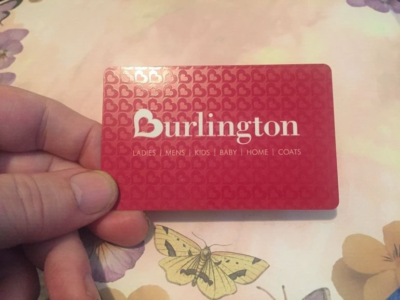 Burlington
LADIES | MENS | KIDS | BABY | HOME | COATS